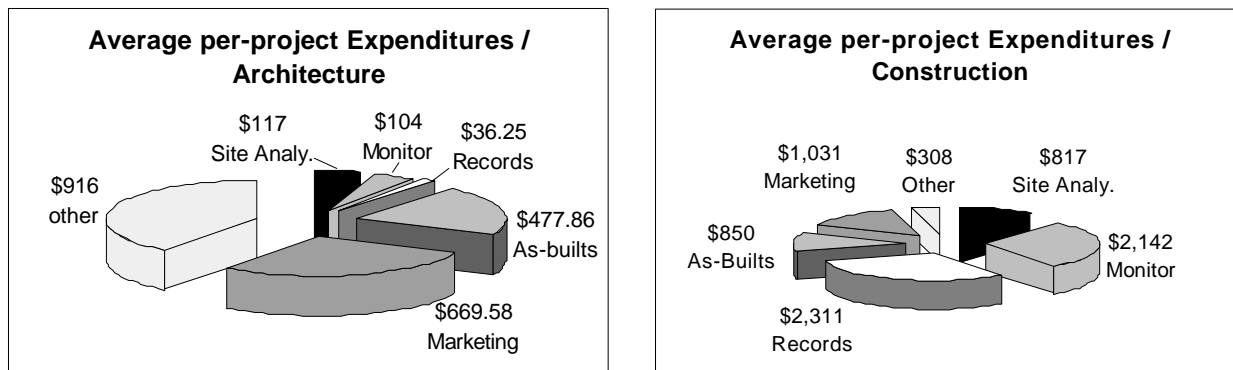 Average per-project Expenditures /
Architecture
$117
Site Analy.
$104
Monitor
$36.25
Records
$916
other
$477.86
As-builts
$669.58
Marketing
Average per-project Expenditures /
Construction
$1,031
Marketing
$308
Other
$817
Site Analy.
$850
As-Builts
$2,142
Monitor
$2,311
Records